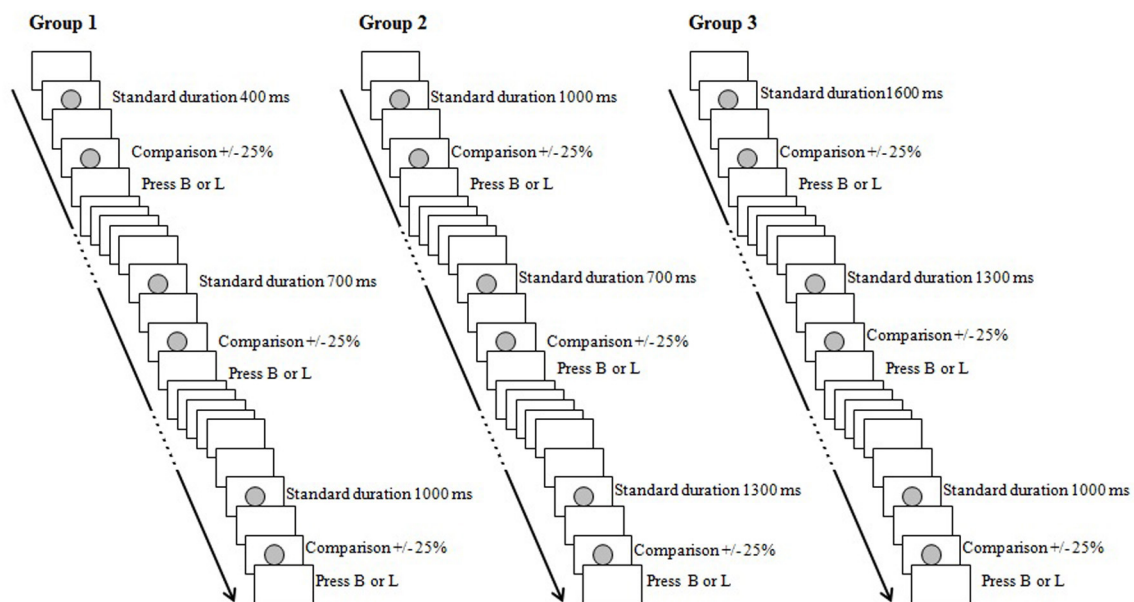 Group 1
Standard duration 400 ms
Comparison +/-25%
Press B or L
Standard duration 700 ms
Comparison +/-25%
Press B or L
Standard duration 1000 ms
Comparison +/-25%
Press B or L
Group 2
Standard duration 1000 ms
Comparison +/-25%
Press B or L
Standard duration 700 ms
Comparison +/-25%
Press B or L
Standard duration 1300 ms
Comparison +/-25%
Press B or L
Group 3
Standard duration1600 ms
Comparison +/-25%
Press B or L
Standard duration 1300 ms
Comparison +/-25%
Press B or L
Standard duration 1000 ms
Comparison +/-25%
Press B or L